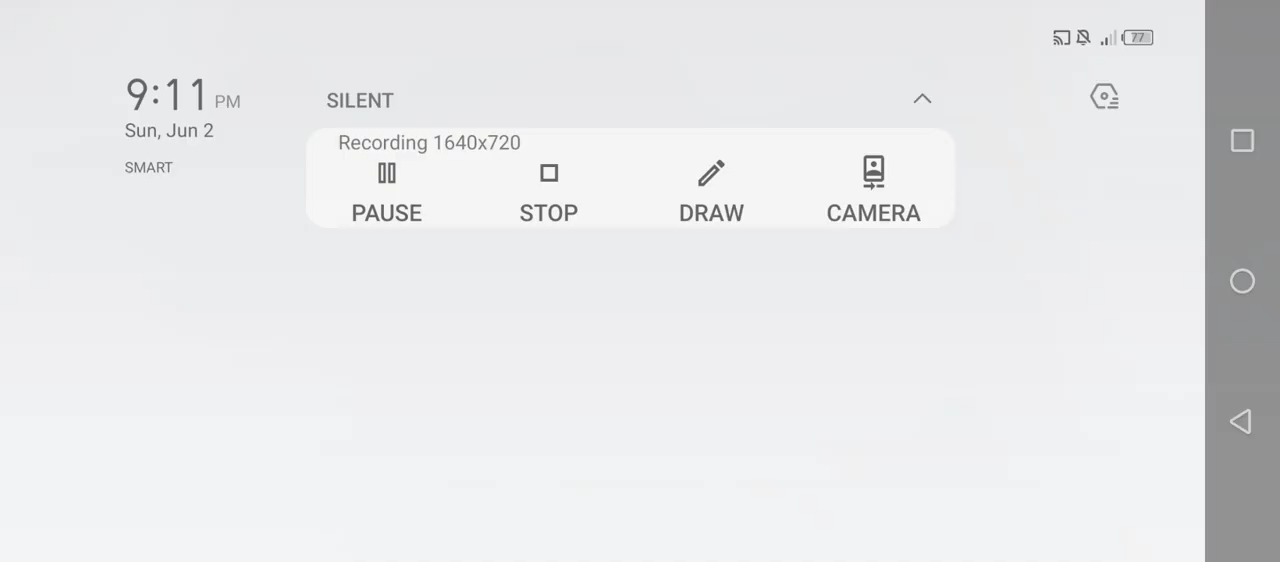 77
9:11 PM
SILENT
Sun, Jun 2
Recording 1640x720
SMART
PAUSE
STOP
DRAW
CAMERA